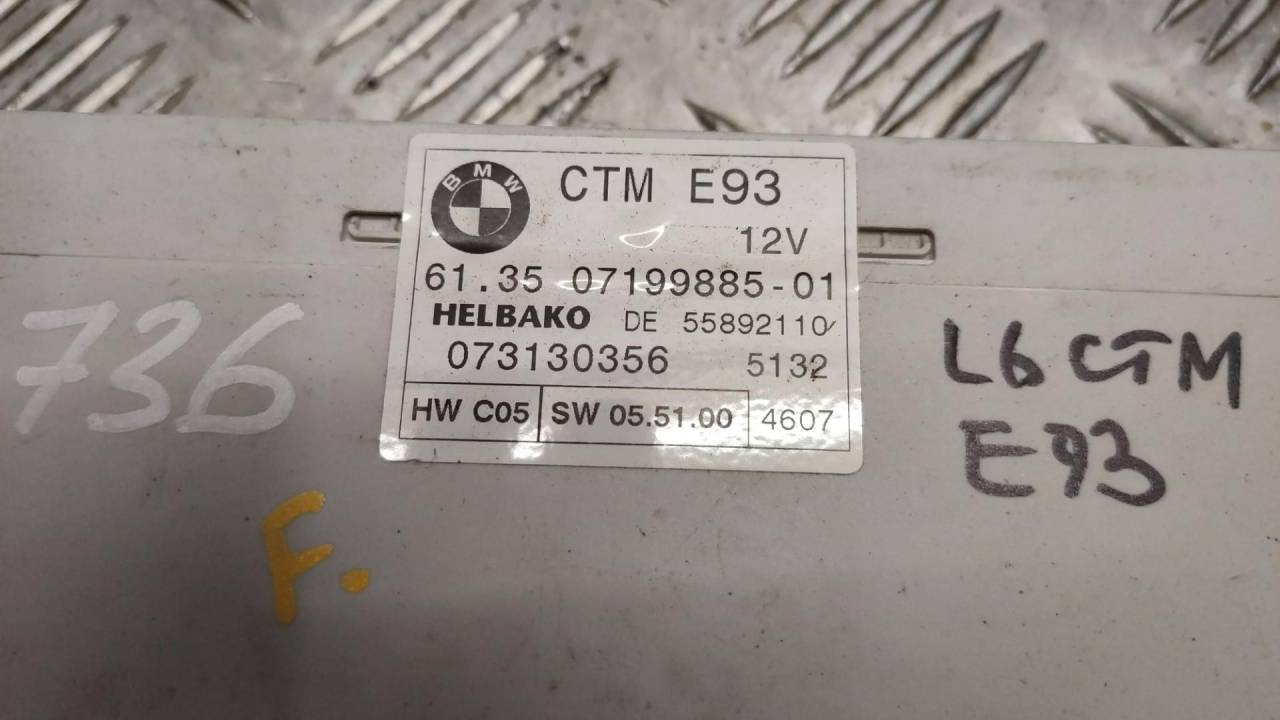 BMW
CTM E93
12V
61.35 07199885-01
HELBAKO DE 55892110
073130356 5132
HW C05 SW 05.51.00 4607
736
L6 CTM
E93
F.